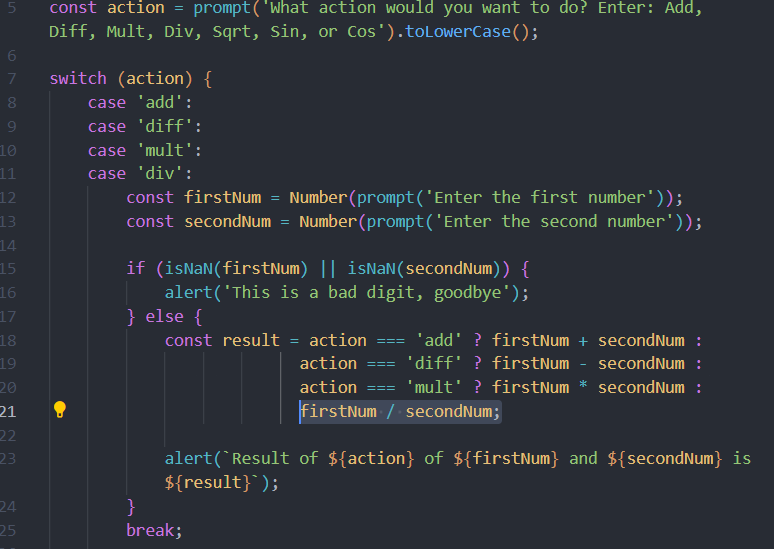 5 const action = prompt('What action would you want to do? Enter: Add,
Diff, Mult, Div, Sqrt, Sin, or Cos').toLowerCase();
6
7 switch (action) {
8 case 'add':
9 case 'diff':
10 case 'mult':
11 case 'div':
12 const firstNum = Number(prompt('Enter the first number'));
13 const secondNum = Number(prompt('Enter the second number'));
14
15 if (isNaN(firstNum) || isNaN(secondNum)) {
16 alert('This is a bad digit, goodbye');
17 } else {
18 const result = action === 'add' ? firstNum + secondNum :
19 action === 'diff' ? firstNum - secondNum :
20 action === 'mult' ? firstNum * secondNum :
21 firstNum / secondNum;
22
23 alert(`Result of ${action} of ${firstNum} and ${secondNum} is
${result}`);
24 }
25 break;